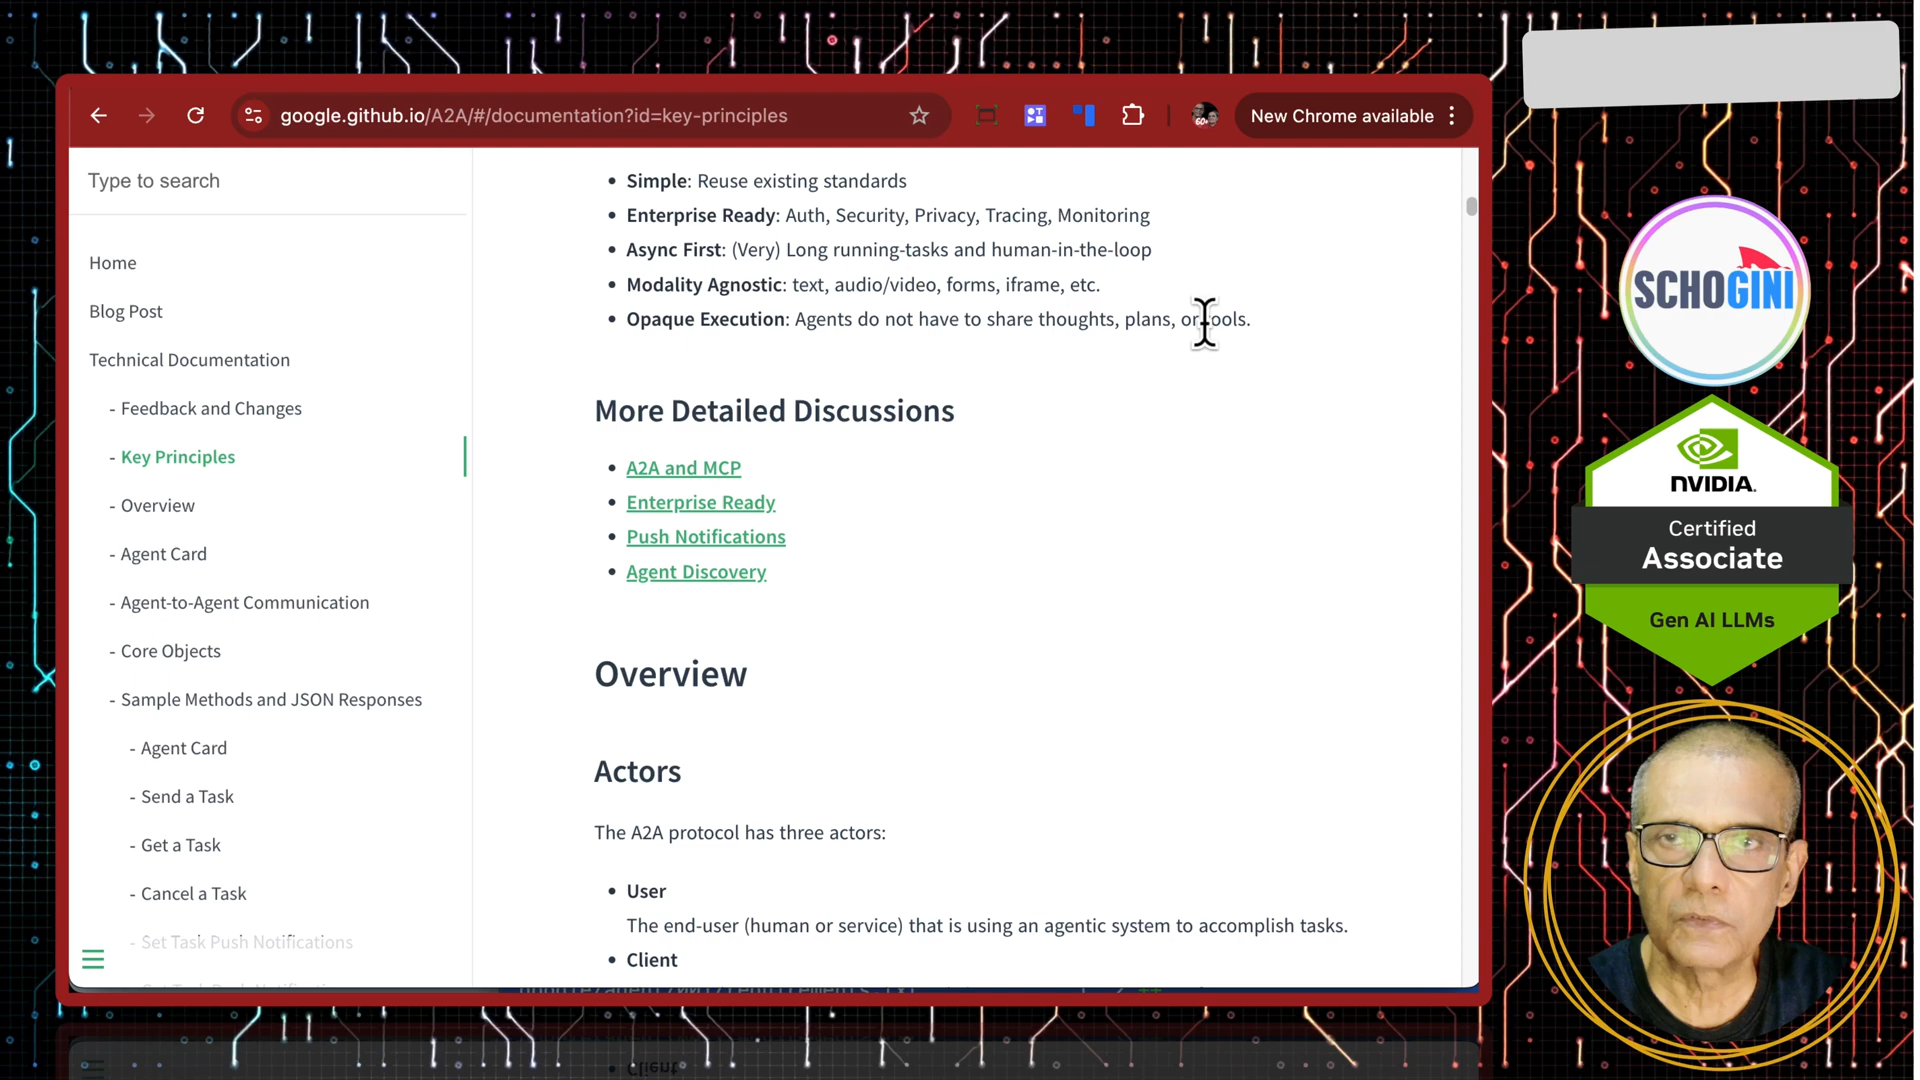 google.github.io/A2A/#/documentation?id=key-principles
New Chrome available
Type to search
Home
Blog Post
Technical Documentation
- Feedback and Changes
- Key Principles
- Overview
- Agent Card
- Agent-to-Agent Communication
- Core Objects
- Sample Methods and JSON Responses
- Agent Card
- Send a Task
- Get a Task
- Cancel a Task
- Set Task Push Notifications
• Simple: Reuse existing standards
• Enterprise Ready: Auth, Security, Privacy, Tracing, Monitoring
• Async First: (Very) Long running-tasks and human-in-the-loop
• Modality Agnostic: text, audio/video, forms, iframe, etc.
• Opaque Execution: Agents do not have to share thoughts, plans, or tools.
More Detailed Discussions
• A2A and MCP
• Enterprise Ready
• Push Notifications
• Agent Discovery
Overview
Actors
The A2A protocol has three actors:
• User
The end-user (human or service) that is using an agentic system to accomplish tasks.
• Client
SCHOGINI
NVIDIA.
Certified
Associate
Gen AI LLMs